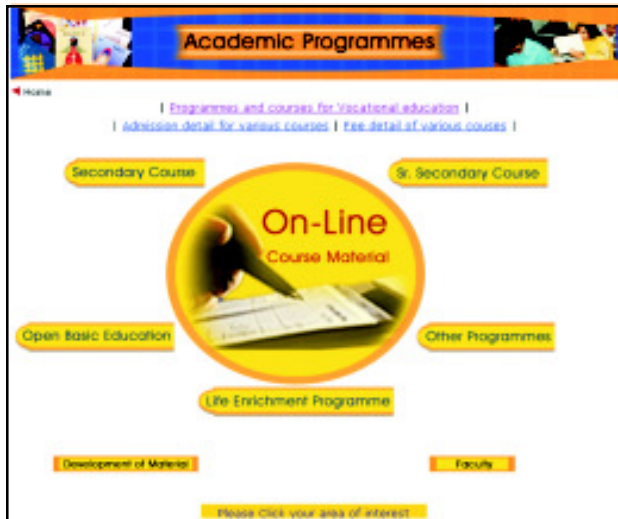 Academic Programmes
Home
| Programmes and courses for Vocational education |
| Admission detail for various courses | Fee detail of various couses |
Secondary Course
Sr. Secondary Course
On-Line
Course Material
Open Basic Education
Other Programmes
Life Enrichment Programme
Development of Material
Faculty
Please Click your area of interest